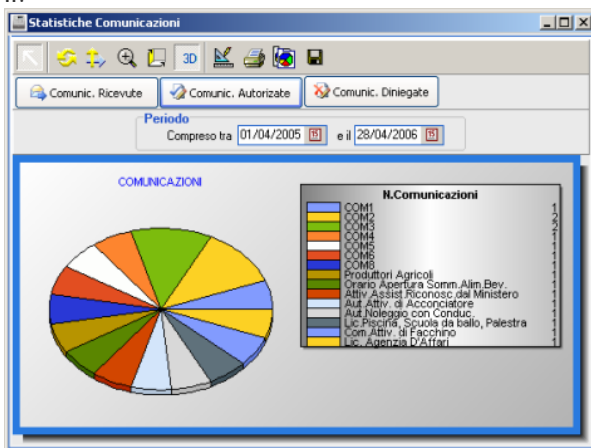 ...
Statistiche Comunicazioni
3D
Comunic. Ricevute
Comunic. Autorizate
Comunic. Diniegate
Periodo
Compreso tra 01/04/2005 e il 28/04/2006
COMUNICAZIONI
N.Comunicazioni
COM1 1
COM2 2
COM3 2
COM4 1
COM5 1
COM6 1
COM8 1
Produttori Agricoli 1
Orario Apertura Somm.Alim.Bev. 1
Attiv.Assist.Riconosc.dal Ministero 1
Aut.Attiv. di Acconciatore 1
Aut.Noleggio con Conduc. 1
Lic.Piscina, Scuola da ballo, Palestra 1
Com.Attiv. di Facchino 1
Lic. Agenzia D'Affari 1